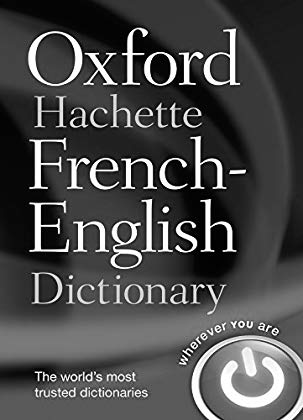 Oxford
Hachette
French-
English
Dictionary
wherever YOU are
The world's most
trusted dictionaries